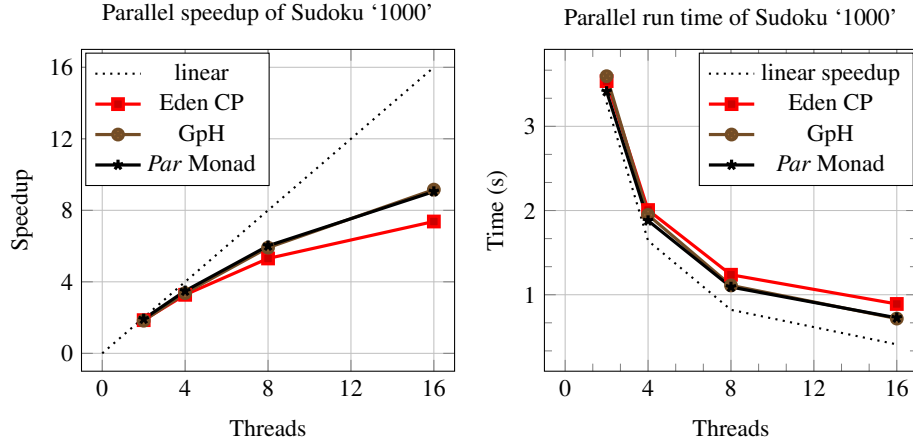 Parallel speedup of Sudoku ‘1000’
16
12
8
4
0
Speedup
linear
Eden CP
GpH
Par Monad
0
4
8
12
16
Threads
Parallel run time of Sudoku ‘1000’
3
2
1
Time (s)
linear speedup
Eden CP
GpH
Par Monad
0
4
8
12
16
Threads